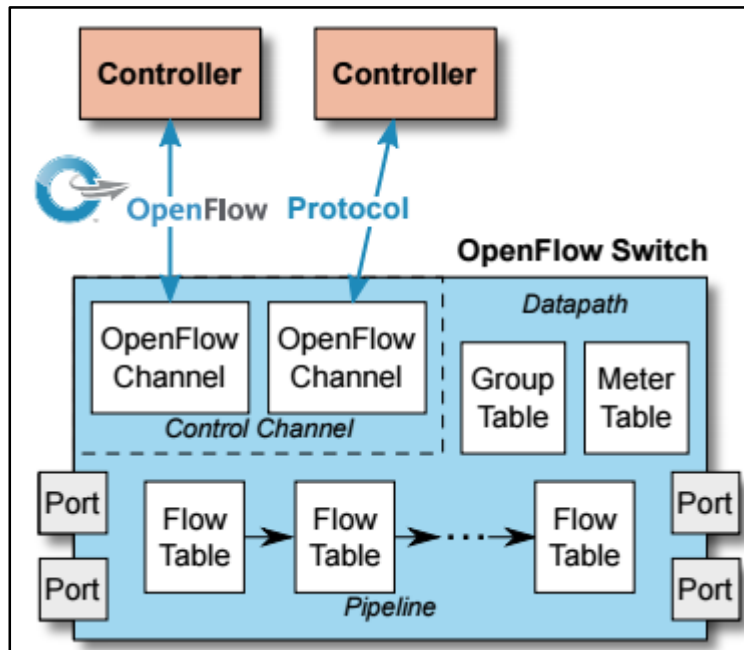 Controller
Controller
OpenFlow
Protocol
OpenFlow Switch
OpenFlow
Channel
OpenFlow
Channel
Control Channel
Datapath
Group
Table
Meter
Table
Port
Port
Flow
Table
Flow
Table
...
Flow
Table
Pipeline
Port
Port